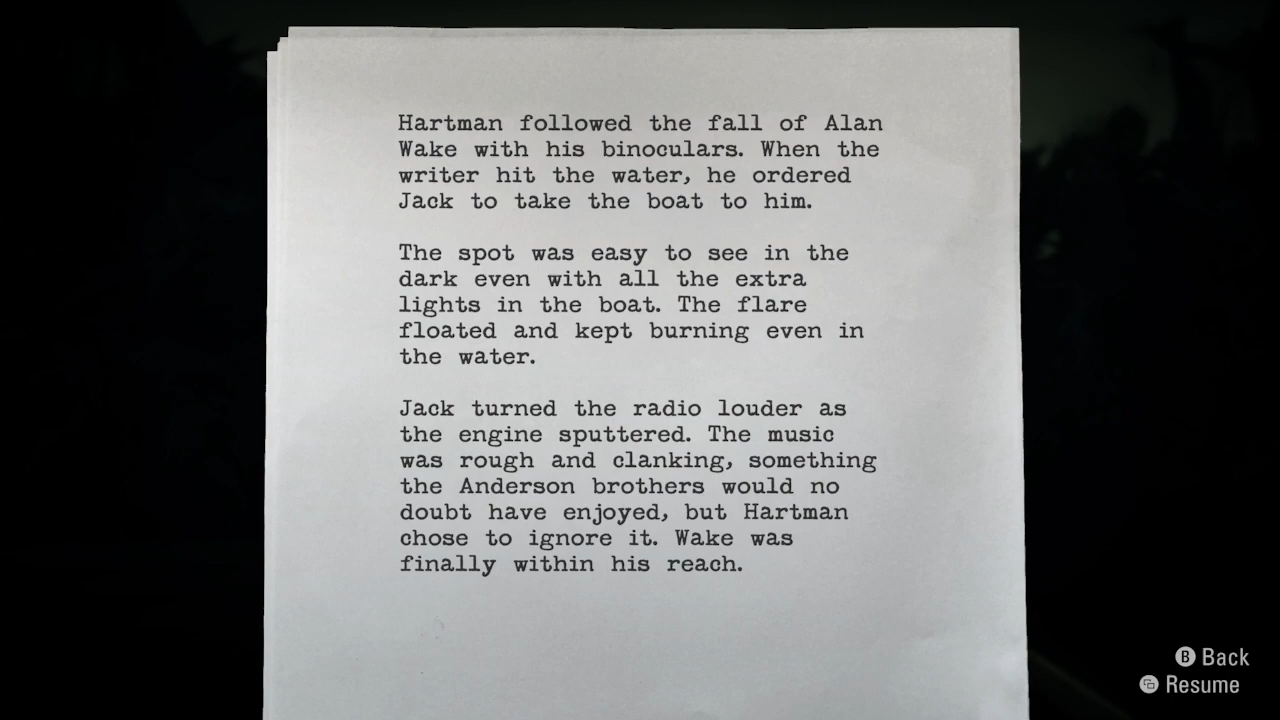 Hartman followed the fall of Alan
Wake with his binoculars. When the
writer hit the water, he ordered
Jack to take the boat to him.
The spot was easy to see in the
dark even with all the extra
lights in the boat. The flare
floated and kept burning even in
the water.
Jack turned the radio louder as
the engine sputtered. The music
was rough and clanking, something
the Anderson brothers would no
doubt have enjoyed, but Hartman
chose to ignore it. Wake was
finally within his reach.
B Back
Resume